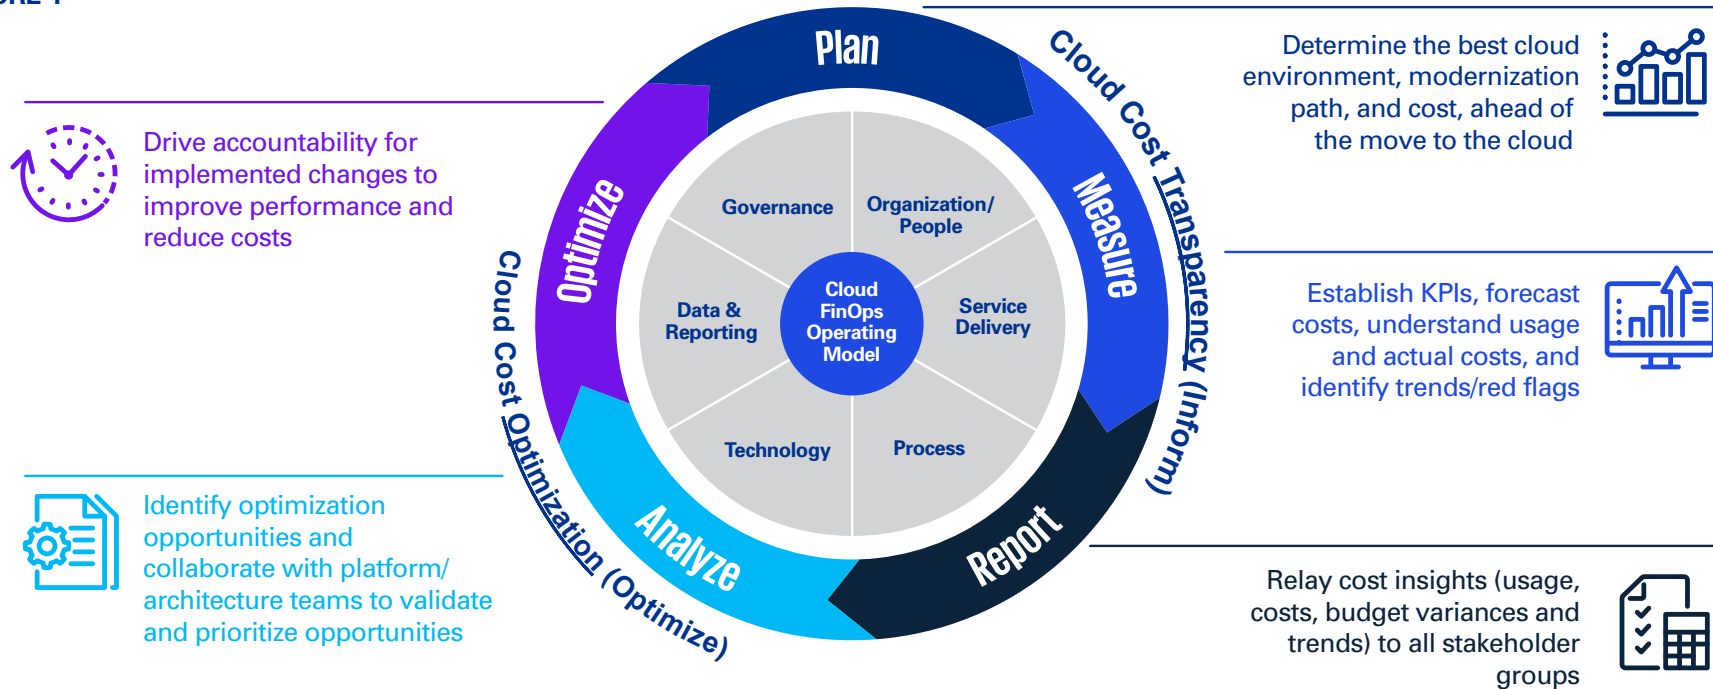 Plan
Measure
Report
Analyze
Optimize
Cloud Cost Transparency (Inform)
Cloud Cost Optimization (Optimize)
Governance
Organization/
People
Service
Delivery
Process
Technology
Data &
Reporting
Cloud
FinOps
Operating
Model
Determine the best cloud
environment, modernization
path, and cost, ahead of
the move to the cloud
Establish KPIs, forecast
costs, understand usage
and actual costs, and
identify trends/red flags
Relay cost insights (usage,
costs, budget variances and
trends) to all stakeholder
groups
Identify optimization
opportunities and
collaborate with platform/
architecture teams to validate
and prioritize opportunities
Drive accountability for
implemented changes to
improve performance and
reduce costs